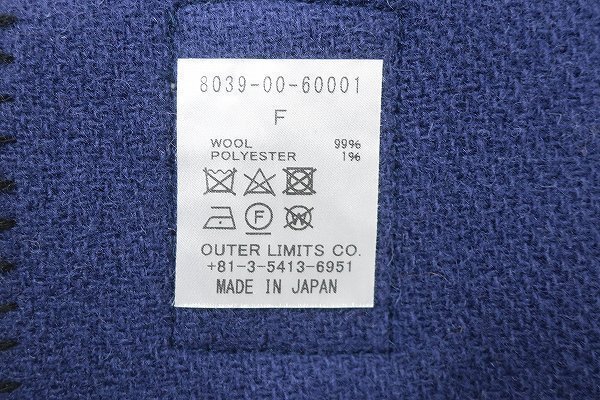 8039-00-60001
F
WOOL 99%
POLYESTER 1%
F W
OUTER LIMITS CO.
+81-3-5413-6951
MADE IN JAPAN